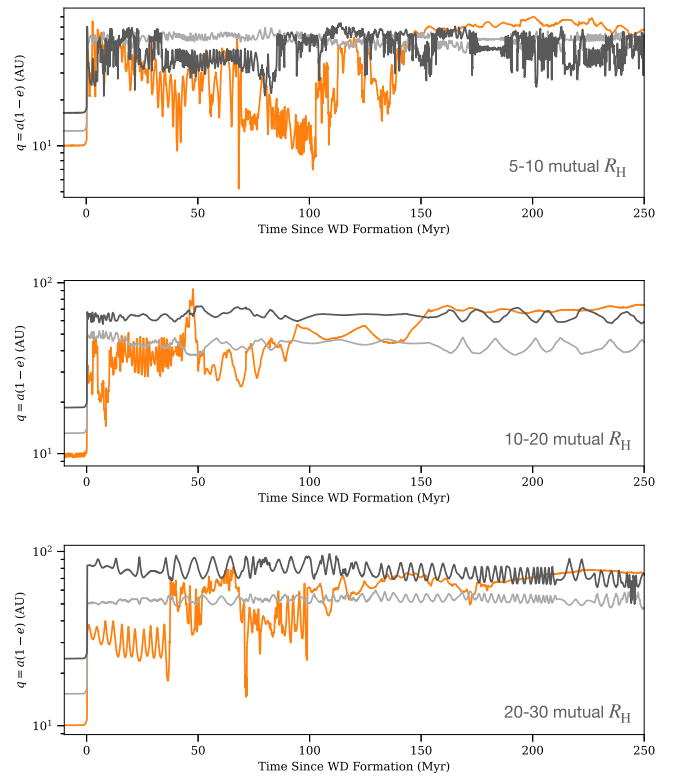 q = a(1 − e) (AU)
10¹
0
50
100
150
200
250
Time Since WD Formation (Myr)
5-10 mutual R_H
q = a(1 − e) (AU)
10²
10¹
0
50
100
150
200
250
Time Since WD Formation (Myr)
10-20 mutual R_H
q = a(1 − e) (AU)
10²
10¹
0
50
100
150
200
250
Time Since WD Formation (Myr)
20-30 mutual R_H